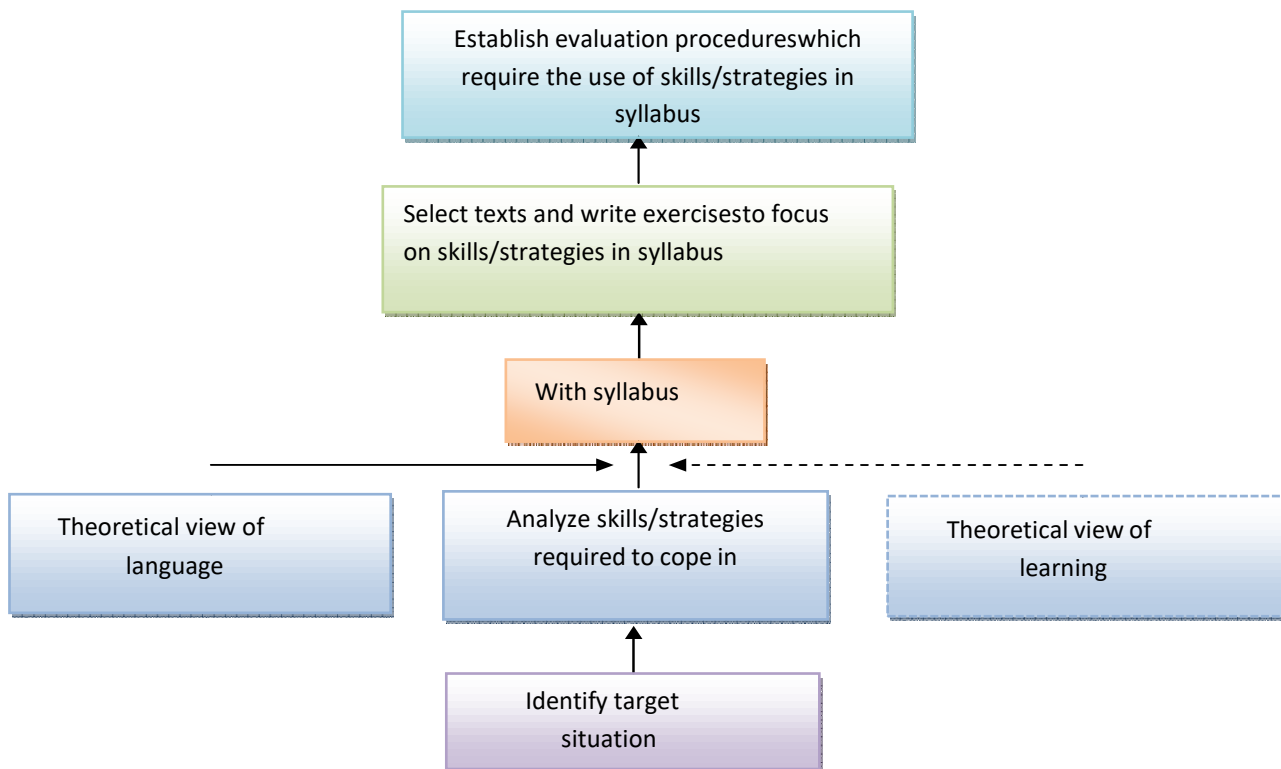 Establish evaluation procedureswhich
require the use of skills/strategies in
syllabus
Select texts and write exercisesto focus
on skills/strategies in syllabus
With syllabus
Theoretical view of
language
Analyze skills/strategies
required to cope in
Theoretical view of
learning
Identify target
situation